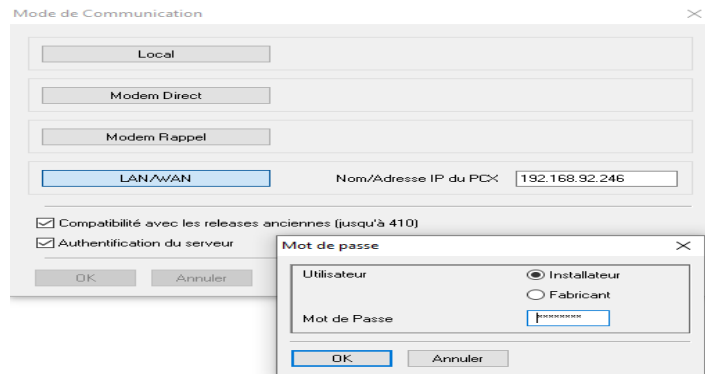 Mode de Communication
Local
Modem Direct
Modem Rappel
LAN/WAN Nom/Adresse IP du PCX 192.168.92.246
Compatibilité avec les releases anciennes (jusqu'à 410)
Authentification du serveur
OK Annuler
Mot de passe
Utilisateur Installateur
Fabricant
Mot de Passe ********
OK Annuler